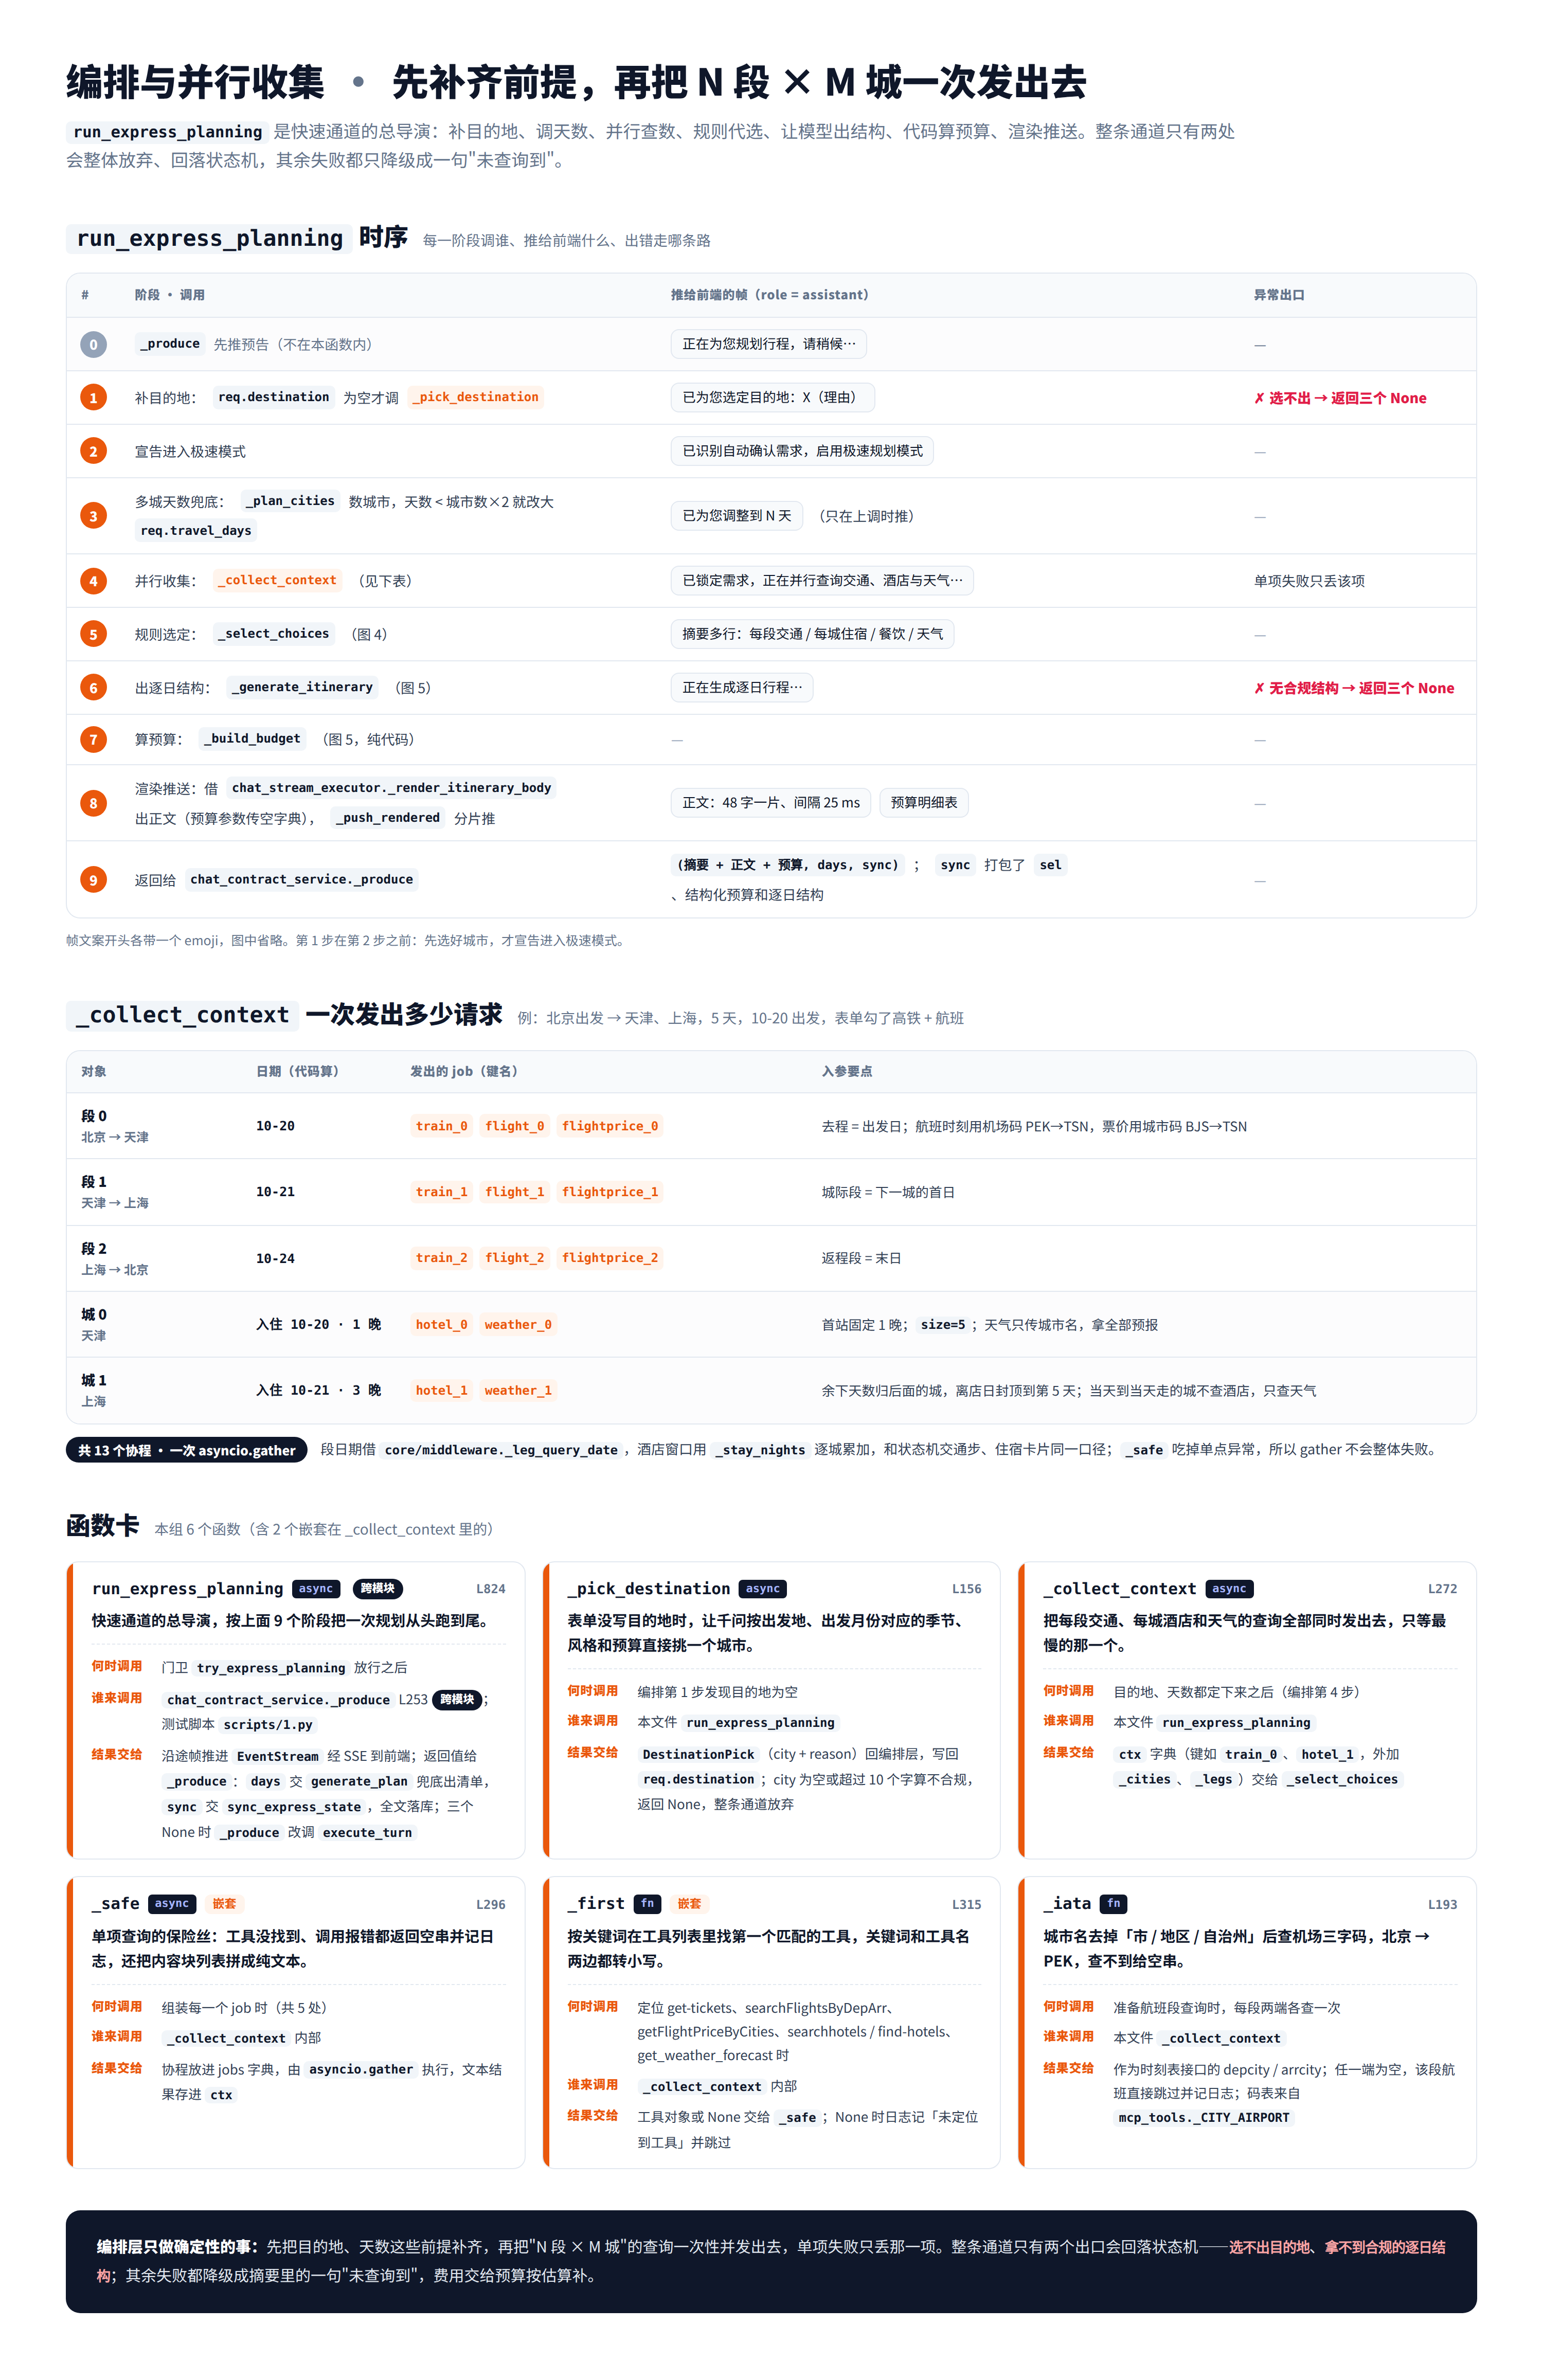 编排与并行收集 • 先补齐前提，再把 N 段 × M 城一次发出去
run_express_planning 是快速通道的总导演：补目的地、调天数、并行查数、规则代选、让模型出结构、代码算预算、渲染推送。整条通道只有两处
会整体放弃、回落状态机，其余失败都只降级成一句"未查询到"。
run_express_planning 时序 每一阶段调谁、推给前端什么、出错走哪条路
# 阶段 · 调用 推给前端的帧（role = assistant） 异常出口
0 _produce 先推预告（不在本函数内） 正在为您规划行程，请稍候… —
1 补目的地： req.destination 为空才调 _pick_destination 已为您选定目的地：X（理由） ✗ 选不出 → 返回三个 None
2 宣告进入极速模式 已识别自动确认需求，启用极速规划模式 —
3 多城天数兜底： _plan_cities 数城市，天数 < 城市数×2 就改大
req.travel_days 已为您调整到 N 天 （只在上调时推） —
4 并行收集： _collect_context （见下表） 已锁定需求，正在并行查询交通、酒店与天气… 单项失败只丢该项
5 规则选定： _select_choices （图 4） 摘要多行：每段交通 / 每城住宿 / 餐饮 / 天气 —
6 出逐日结构： _generate_itinerary （图 5） 正在生成逐日行程… ✗ 无合规结构 → 返回三个 None
7 算预算： _build_budget （图 5，纯代码） — —
8 渲染推送：借 chat_stream_executor._render_itinerary_body
出正文（预算参数传空字典）， _push_rendered 分片推 正文：48 字一片、间隔 25 ms 预算明细表 —
9 返回给 chat_contract_service._produce (摘要 + 正文 + 预算, days, sync) ； sync 打包了 sel
、结构化预算和逐日结构 —
帧文案开头各带一个 emoji，图中省略。第 1 步在第 2 步之前：先选好城市，才宣告进入极速模式。
_collect_context 一次发出多少请求 例：北京出发 → 天津、上海，5 天，10-20 出发，表单勾了高铁 + 航班
对象 日期（代码算） 发出的 job（键名） 入参要点
段 0
北京 → 天津 10-20 train_0 flight_0 flightprice_0 去程 = 出发日；航班时刻用机场码 PEK→TSN，票价用城市码 BJS→TSN
段 1
天津 → 上海 10-21 train_1 flight_1 flightprice_1 城际段 = 下一城的首日
段 2
上海 → 北京 10-24 train_2 flight_2 flightprice_2 返程段 = 末日
城 0
天津 入住 10-20 · 1 晚 hotel_0 weather_0 首站固定 1 晚； size=5 ；天气只传城市名，拿全部预报
城 1
上海 入住 10-21 · 3 晚 hotel_1 weather_1 余下天数归后面的城，离店日封顶到第 5 天；当天到当天走的城不查酒店，只查天气
共 13 个协程 · 一次 asyncio.gather 段日期借 core/middleware._leg_query_date ，酒店窗口用 _stay_nights 逐城累加，和状态机交通步、住宿卡片同一口径； _safe 吃掉单点异常，所以 gather 不会整体失败。
函数卡 本组 6 个函数（含 2 个嵌套在 _collect_context 里的）
run_express_planning async 跨模块 L824
快速通道的总导演，按上面 9 个阶段把一次规划从头跑到尾。
何时调用 门卫 try_express_planning 放行之后
谁来调用 chat_contract_service._produce L253 跨模块 ；
测试脚本 scripts/1.py
结果交给 沿途帧推进 EventStream 经 SSE 到前端；返回值给
_produce ： days 交 generate_plan 兜底出清单，
sync 交 sync_express_state ，全文落库；三个
None 时 _produce 改调 execute_turn
_pick_destination async L156
表单没写目的地时，让千问按出发地、出发月份对应的季节、
风格和预算直接挑一个城市。
何时调用 编排第 1 步发现目的地为空
谁来调用 本文件 run_express_planning
结果交给 DestinationPick （city + reason）回编排层，写回
req.destination ；city 为空或超过 10 个字算不合规，
返回 None，整条通道放弃
_collect_context async L272
把每段交通、每城酒店和天气的查询全部同时发出去，只等最
慢的那一个。
何时调用 目的地、天数都定下来之后（编排第 4 步）
谁来调用 本文件 run_express_planning
结果交给 ctx 字典（键如 train_0 、 hotel_1 ，外加
_cities 、 _legs ）交给 _select_choices
_safe async 嵌套 L296
单项查询的保险丝：工具没找到、调用报错都返回空串并记日
志，还把内容块列表拼成纯文本。
何时调用 组装每一个 job 时（共 5 处）
谁来调用 _collect_context 内部
结果交给 协程放进 jobs 字典，由 asyncio.gather 执行，文本结
果存进 ctx
_first fn 嵌套 L315
按关键词在工具列表里找第一个匹配的工具，关键词和工具名
两边都转小写。
何时调用 定位 get-tickets、searchFlightsByDepArr、
getFlightPriceByCities、searchhotels / find-hotels、
get_weather_forecast 时
谁来调用 _collect_context 内部
结果交给 工具对象或 None 交给 _safe ；None 时日志记「未定位
到工具」并跳过
_iata fn L193
城市名去掉「市 / 地区 / 自治州」后查机场三字码，北京 →
PEK，查不到给空串。
何时调用 准备航班段查询时，每段两端各查一次
谁来调用 本文件 _collect_context
结果交给 作为时刻表接口的 depcity / arrcity；任一端为空，该段航
班直接跳过并记日志；码表来自
mcp_tools._CITY_AIRPORT
编排层只做确定性的事：先把目的地、天数这些前提补齐，再把"N 段 × M 城"的查询一次性并发出去，单项失败只丢那一项。整条通道只有两个出口会回落状态机——选不出目的地、拿不到合规的逐日结
构；其余失败都降级成摘要里的一句"未查询到"，费用交给预算按估算补。